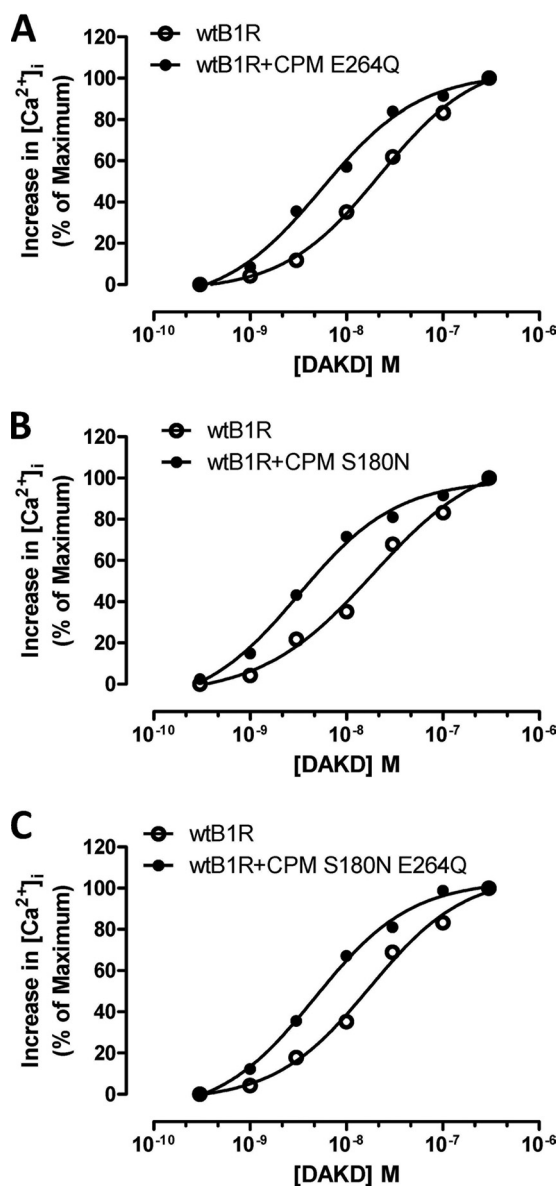 A
wtB1R
wtB1R+CPM E264Q
Increase in [Ca²⁺]ᵢ
(% of Maximum)
120
100
80
60
40
20
0
10⁻¹⁰ 10⁻⁹ 10⁻⁸ 10⁻⁷ 10⁻⁶
[DAKD] M
B
wtB1R
wtB1R+CPM S180N
Increase in [Ca²⁺]ᵢ
(% of Maximum)
120
100
80
60
40
20
0
10⁻¹⁰ 10⁻⁹ 10⁻⁸ 10⁻⁷ 10⁻⁶
[DAKD] M
C
wtB1R
wtB1R+CPM S180N E264Q
Increase in [Ca²⁺]ᵢ
(% of Maximum)
120
100
80
60
40
20
0
10⁻¹⁰ 10⁻⁹ 10⁻⁸ 10⁻⁷ 10⁻⁶
[DAKD] M